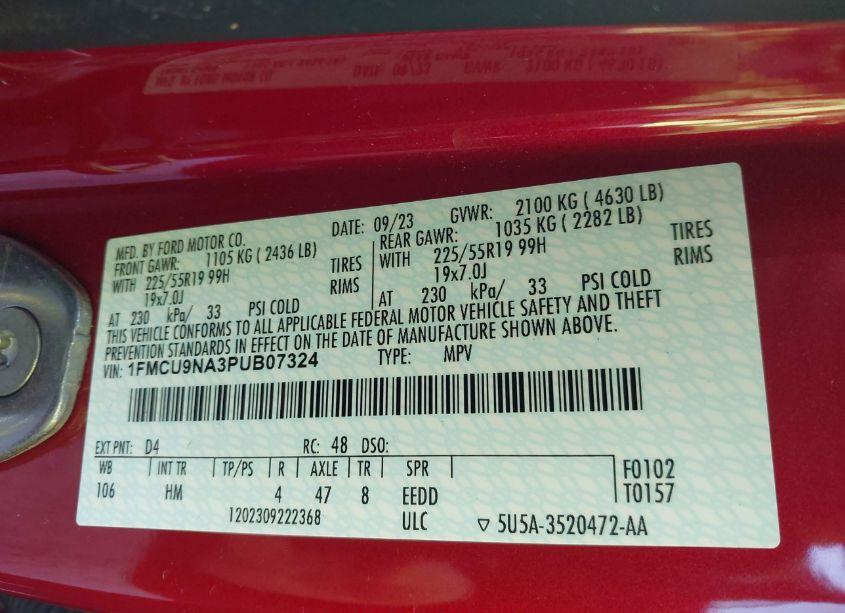 MFD. BY FORD MOTOR CO. DATE: 09/23 GVWR: 2100 KG ( 4630 LB)
FRONT GAWR: 1105 KG ( 2436 LB) REAR GAWR: 1035 KG ( 2282 LB)
WITH 225/55R19 99H TIRES WITH 225/55R19 99H TIRES
19x7.0J RIMS 19x7.0J RIMS
AT 230 kPa/ 33 PSI COLD AT 230 kPa/ 33 PSI COLD
THIS VEHICLE CONFORMS TO ALL APPLICABLE FEDERAL MOTOR VEHICLE SAFETY AND THEFT
PREVENTION STANDARDS IN EFFECT ON THE DATE OF MANUFACTURE SHOWN ABOVE.
VIN: 1FMCU9NA3PUB07324 TYPE: MPV
EXT PNT: D4 RC: 48 DSO:
WB INT TR TP/PS R AXLE TR SPR F0102
106 HM 4 47 8 EEDD T0157
1202309222368 ULC ▽ 5U5A-3520472-AA